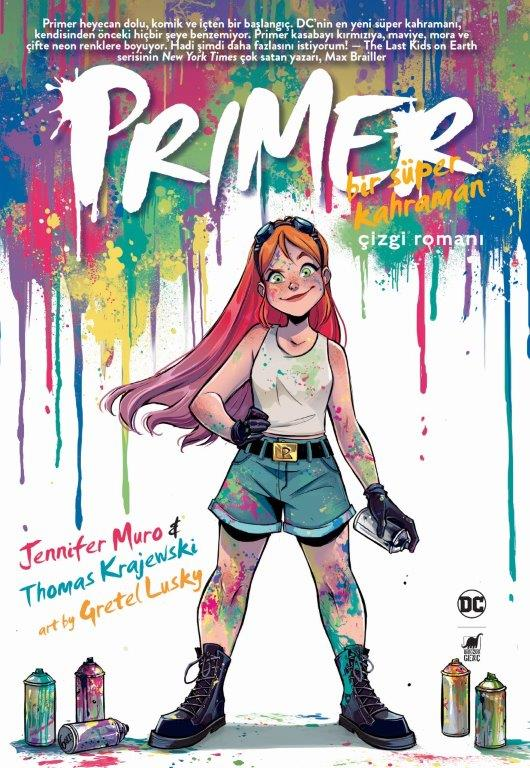 Primer heyecan dolu, komik ve içten bir başlangıç. DC'nin en yeni süper kahramanı,
kendisinden önceki hiçbir şeye benzemiyor. Primer kasabayı kırmızıya, maviye, mora ve
çifte neon renklere boyuyor. Hadi şimdi daha fazlasını istiyorum! — The Last Kids on Earth
serisinin New York Times çok satan yazarı, Max Brailler
PRIMER
bir süper
kahraman
çizgi romanı
Jennifer Muro &
Thomas Krajewski
art by Gretel Lusky
DC
GENÇ